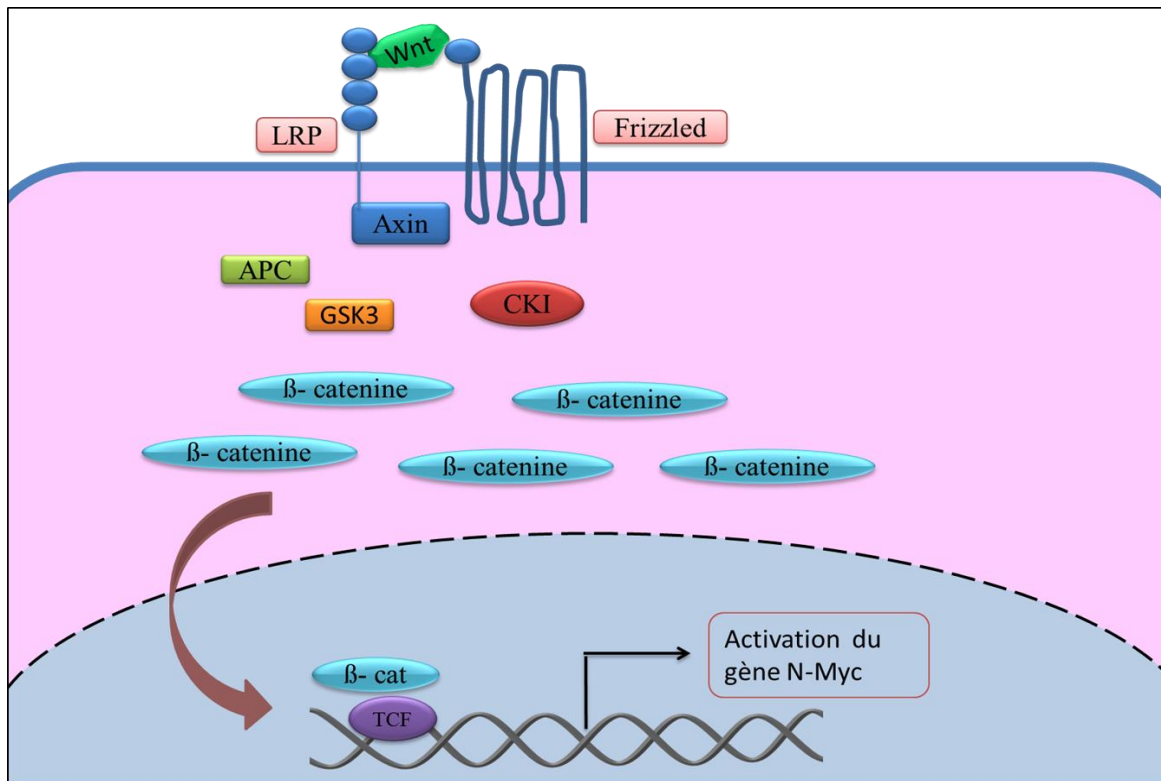 Wnt
LRP
Frizzled
Axin
APC
GSK3
CKI
ß- catenine
ß- catenine
ß- catenine
ß- catenine
ß- catenine
Activation du
gène N-Myc
ß- cat
TCF